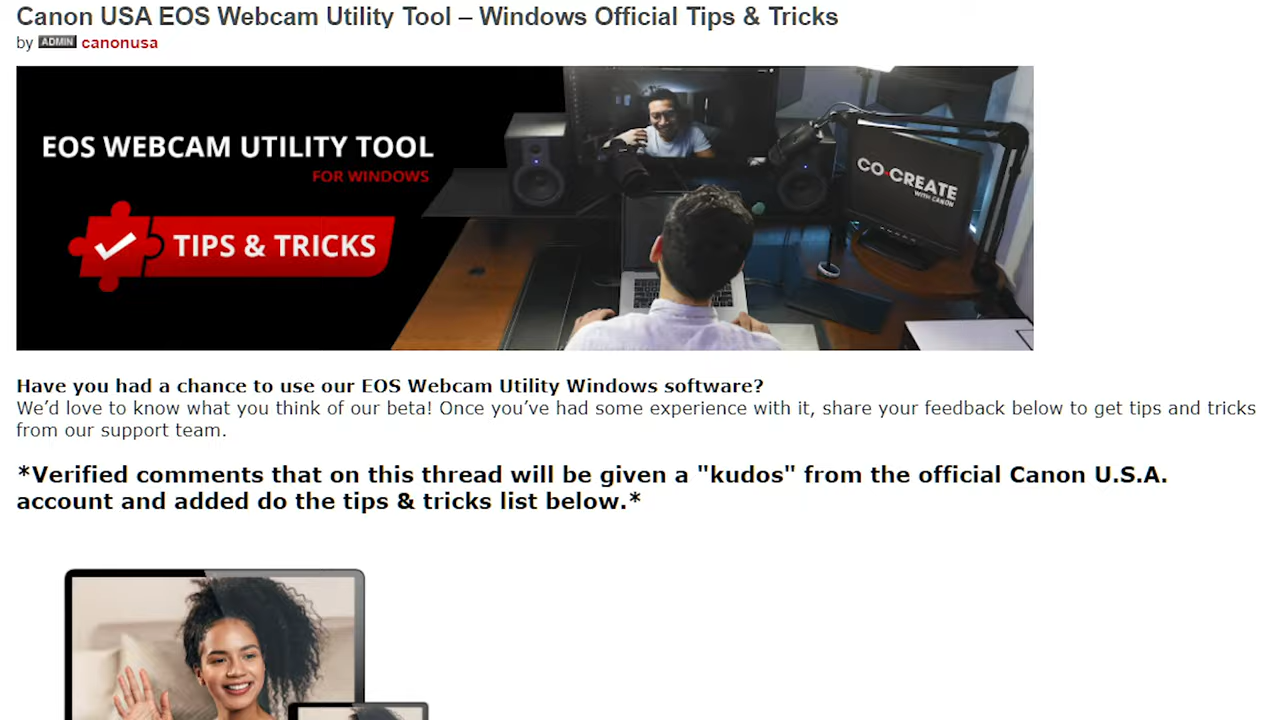 Canon USA EOS Webcam Utility Tool – Windows Official Tips & Tricks
by ADMIN canonusa
EOS WEBCAM UTILITY TOOL
FOR WINDOWS
TIPS & TRICKS
CO•CREATE
WITH CANON
Have you had a chance to use our EOS Webcam Utility Windows software?
We’d love to know what you think of our beta! Once you’ve had some experience with it, share your feedback below to get tips and tricks
from our support team.
*Verified comments that on this thread will be given a "kudos" from the official Canon U.S.A.
account and added do the tips & tricks list below.*